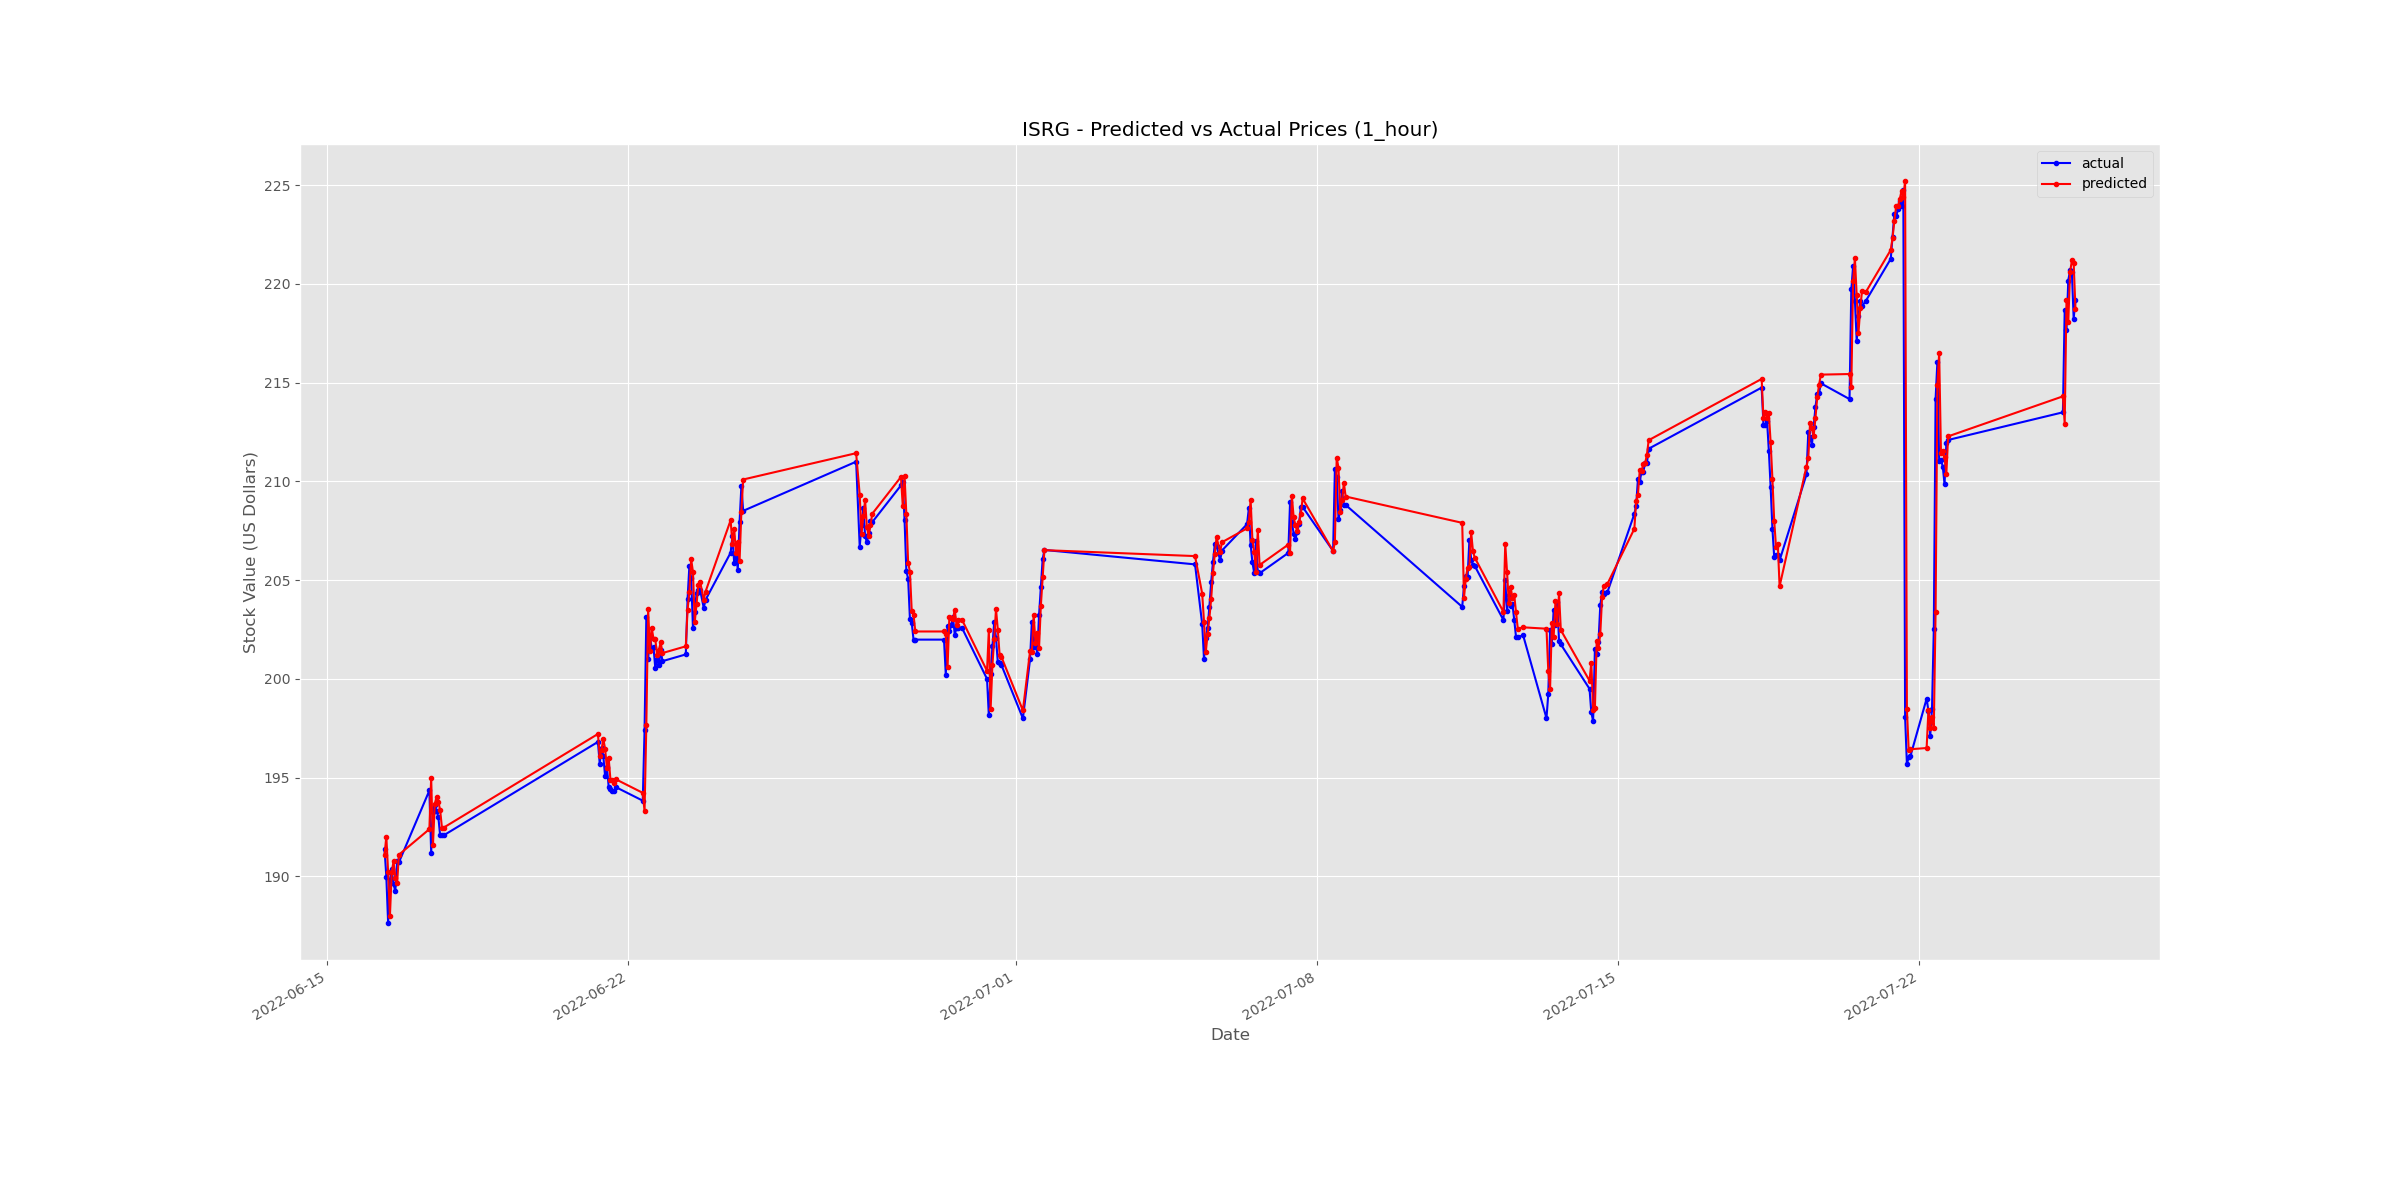 ISRG - Predicted vs Actual Prices (1_hour)
actual
predicted
225
220
215
210
205
200
195
190
Stock Value (US Dollars)
2022-06-15
2022-06-22
2022-07-01
2022-07-08
2022-07-15
2022-07-22
Date